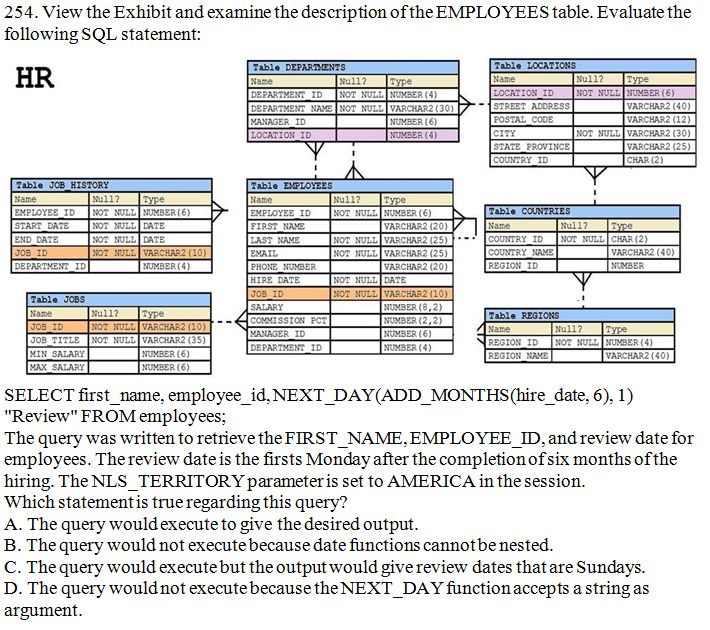 254. View the Exhibit and examine the description of the EMPLOYEES table. Evaluate the
following SQL statement:
HR
Table DEPARTMENTS
Name Null? Type
DEPARTMENT_ID NOT NULL NUMBER(4)
DEPARTMENT NAME NOT NULL VARCHAR2(30)
MANAGER_ID NUMBER(6)
LOCATION_ID NUMBER(4)
Table LOCATIONS
Name Null? Type
LOCATION_ID NOT NULL NUMBER(6)
STREET ADDRESS VARCHAR2(40)
POSTAL_CODE VARCHAR2(12)
CITY NOT NULL VARCHAR2(30)
STATE_PROVINCE VARCHAR2(25)
COUNTRY_ID CHAR(2)
Table JOB_HISTORY
Name Null? Type
EMPLOYEE_ID NOT NULL NUMBER(6)
START_DATE NOT NULL DATE
END_DATE NOT NULL DATE
JOB_ID NOT NULL VARCHAR2(10)
DEPARTMENT_ID NUMBER(4)
Table EMPLOYEES
Name Null? Type
EMPLOYEE_ID NOT NULL NUMBER(6)
FIRST_NAME VARCHAR2(20)
LAST NAME NOT NULL VARCHAR2(25)
EMAIL NOT NULL VARCHAR2(25)
PHONE_NUMBER VARCHAR2(20)
HIRE DATE NOT NULL DATE
JOB_ID NOT NULL VARCHAR2(10)
SALARY NUMBER(8,2)
COMMISSION PCT NUMBER(2,2)
MANAGER_ID NUMBER(6)
DEPARTMENT_ID NUMBER(4)
Table COUNTRIES
Name Null? Type
COUNTRY_ID NOT NULL CHAR(2)
COUNTRY_NAME VARCHAR2(40)
REGION_ID NUMBER
Table JOBS
Name Null? Type
JOB_ID NOT NULL VARCHAR2(10)
JOB_TITLE NOT NULL VARCHAR2(35)
MIN_SALARY NUMBER(6)
MAX_SALARY NUMBER(6)
Table REGIONS
Name Null? Type
REGION_ID NOT NULL NUMBER(4)
REGION_NAME VARCHAR2(40)
SELECT first_name, employee_id, NEXT_DAY(ADD_MONTHS(hire_date, 6), 1)
"Review" FROM employees;
The query was written to retrieve the FIRST_NAME, EMPLOYEE_ID, and review date for
employees. The review date is the firsts Monday after the completion of six months of the
hiring. The NLS_TERRITORY parameter is set to AMERICA in the session.
Which statement is true regarding this query?
A. The query would execute to give the desired output.
B. The query would not execute because date functions cannot be nested.
C. The query would execute but the output would give review dates that are Sundays.
D. The query would not execute because the NEXT_DAY function accepts a string as
argument.